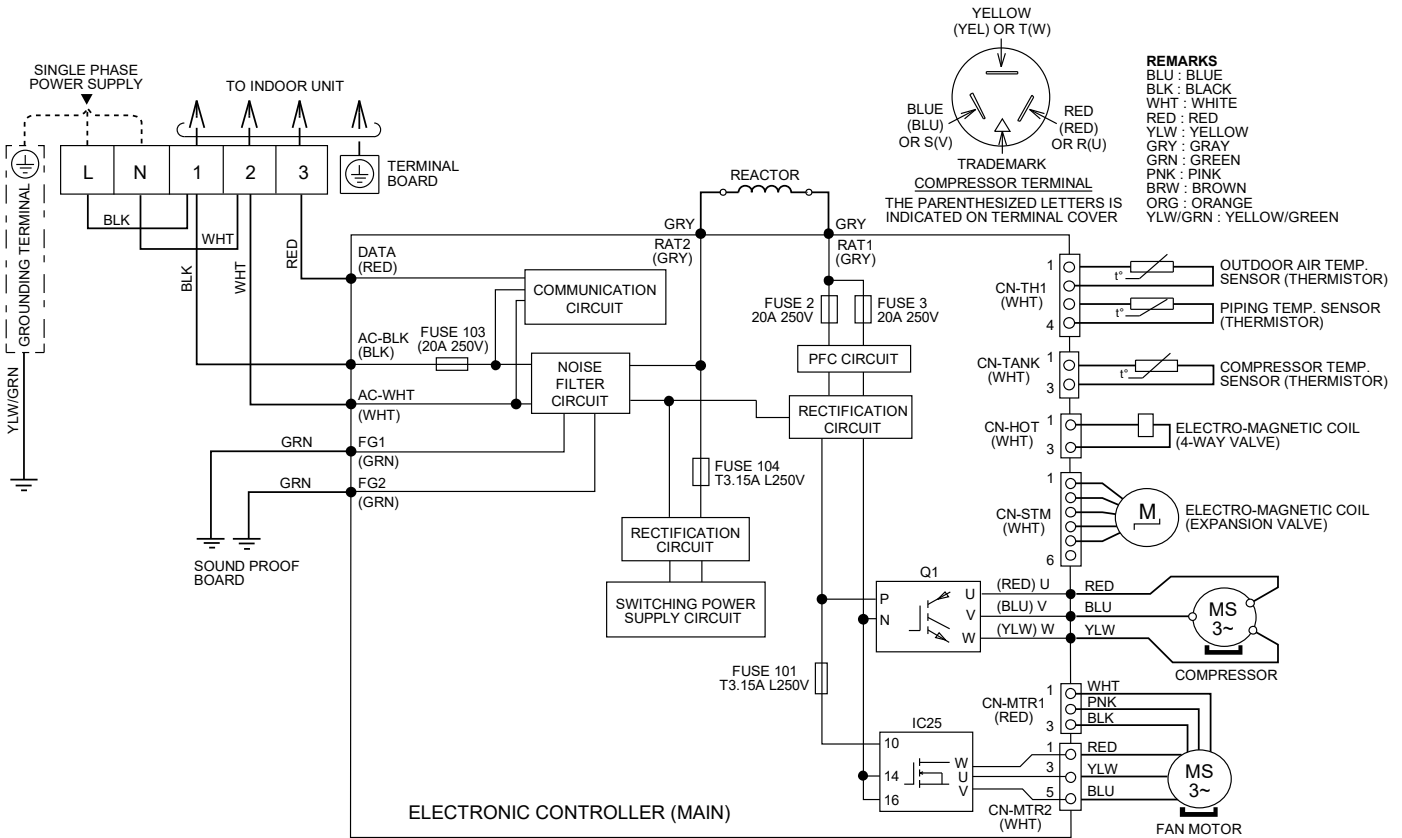 SINGLE PHASE
POWER SUPPLY
TO INDOOR UNIT
L
N
1
2
3
TERMINAL
BOARD
GROUNDING TERMINAL
YLW/GRN
BLK
WHT
BLK
WHT
RED
YELLOW
(YEL) OR T(W)
BLUE
(BLU)
OR S(V)
RED
(RED)
OR R(U)
TRADEMARK
COMPRESSOR TERMINAL
THE PARENTHESIZED LETTERS IS
INDICATED ON TERMINAL COVER
REMARKS
BLU : BLUE
BLK : BLACK
WHT : WHITE
RED : RED
YLW : YELLOW
GRY : GRAY
GRN : GREEN
PNK : PINK
BRW : BROWN
ORG : ORANGE
YLW/GRN : YELLOW/GREEN
REACTOR
GRY
GRY
RAT2
(GRY)
RAT1
(GRY)
DATA
(RED)
COMMUNICATION
CIRCUIT
FUSE 2
20A 250V
FUSE 3
20A 250V
AC-BLK
(BLK)
FUSE 103
(20A 250V)
NOISE
FILTER
CIRCUIT
PFC CIRCUIT
AC-WHT
(WHT)
RECTIFICATION
CIRCUIT
GRN
FG1
(GRN)
GRN
FG2
(GRN)
SOUND PROOF
BOARD
FUSE 104
T3.15A L250V
RECTIFICATION
CIRCUIT
SWITCHING POWER
SUPPLY CIRCUIT
FUSE 101
T3.15A L250V
CN-TH1
(WHT)
1
4
t°
OUTDOOR AIR TEMP.
SENSOR (THERMISTOR)
t°
PIPING TEMP. SENSOR
(THERMISTOR)
CN-TANK
(WHT)
1
3
t°
COMPRESSOR TEMP.
SENSOR (THERMISTOR)
CN-HOT
(WHT)
1
3
ELECTRO-MAGNETIC COIL
(4-WAY VALVE)
CN-STM
(WHT)
1
6
M
ELECTRO-MAGNETIC COIL
(EXPANSION VALVE)
Q1
P
N
U
V
W
(RED) U
(BLU) V
(YLW) W
RED
BLU
YLW
MS
3~
COMPRESSOR
CN-MTR1
(RED)
1
3
WHT
PNK
BLK
IC25
10
14
16
W
U
V
1
3
5
CN-MTR2
(WHT)
RED
YLW
BLU
MS
3~
FAN MOTOR
ELECTRONIC CONTROLLER (MAIN)